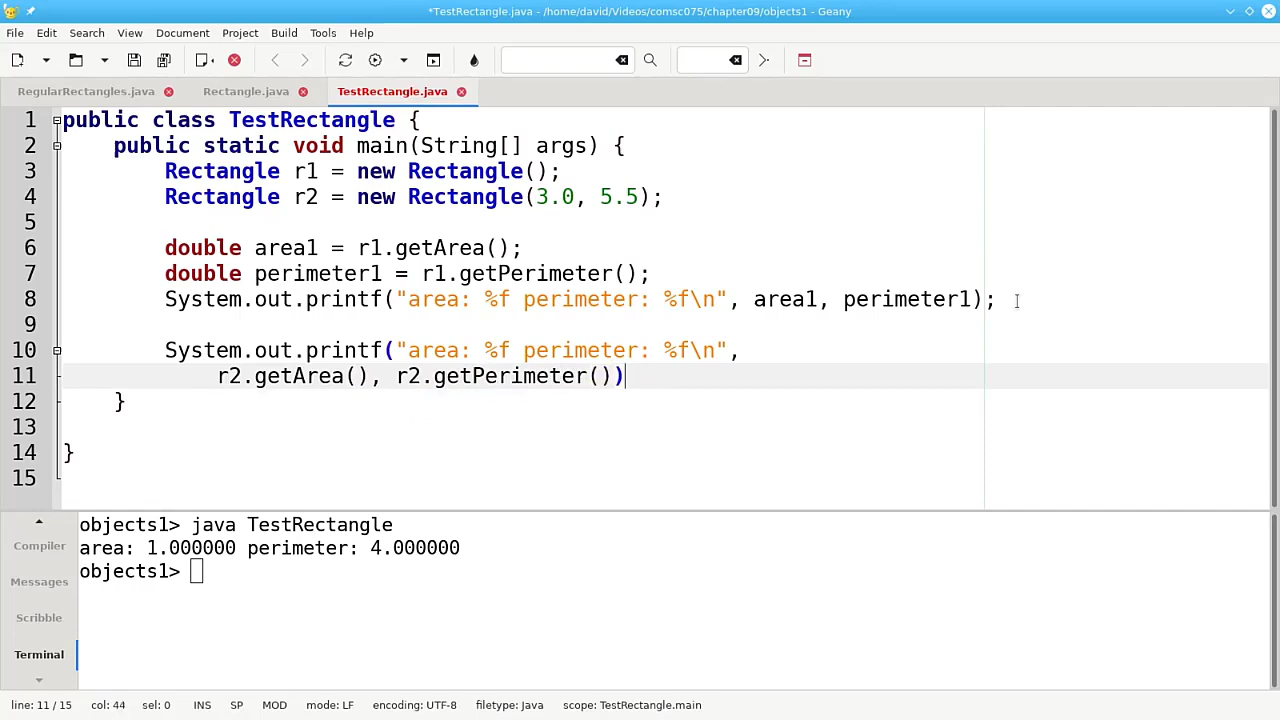 *TestRectangle.java - /home/david/Videos/comsc075/chapter09/objects1 - Geany
File Edit Search View Document Project Build Tools Help
RegularRectangles.java Rectangle.java TestRectangle.java
1 public class TestRectangle {
2 public static void main(String[] args) {
3 Rectangle r1 = new Rectangle();
4 Rectangle r2 = new Rectangle(3.0, 5.5);
5
6 double area1 = r1.getArea();
7 double perimeter1 = r1.getPerimeter();
8 System.out.printf("area: %f perimeter: %f\n", area1, perimeter1);
9
10 System.out.printf("area: %f perimeter: %f\n",
11 r2.getArea(), r2.getPerimeter())
12 }
13
14 }
15
Compiler
Messages
Scribble
Terminal
objects1> java TestRectangle
area: 1.000000 perimeter: 4.000000
objects1>
line: 11 / 15 col: 44 sel: 0 INS SP MOD mode: LF encoding: UTF-8 filetype: Java scope: TestRectangle.main